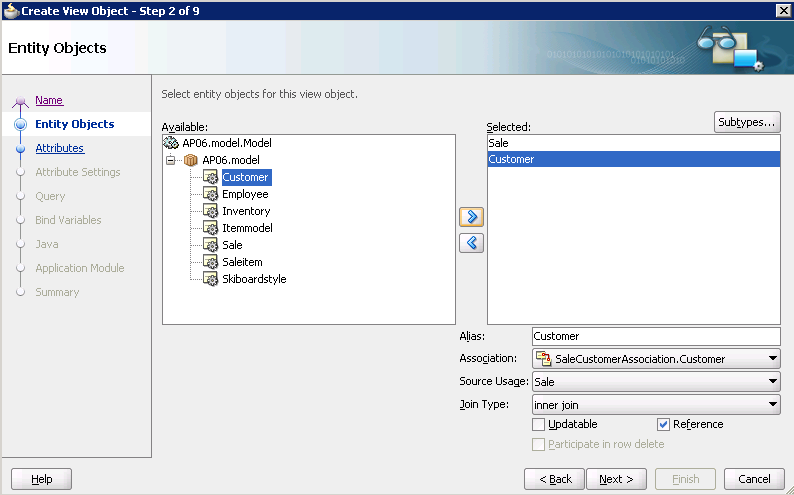 Create View Object - Step 2 of 9
Entity Objects
Name
Entity Objects
Attributes
Attribute Settings
Query
Bind Variables
Java
Application Module
Summary
Select entity objects for this view object.
Available:
AP06.model.Model
AP06.model
Customer
Employee
Inventory
Itemmodel
Sale
Saleitem
Skiboardstyle
Subtypes...
Selected:
Sale
Customer
Alias: Customer
Association: SaleCustomerAssociation.Customer
Source Usage: Sale
Join Type: inner join
Updatable Reference
Participate in row delete
Help < Back Next > Finish Cancel